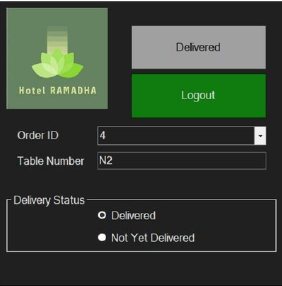 Hotel RAMADHA
Delivered
Logout
Order ID 4
Table Number N2
Delivery Status
Delivered
Not Yet Delivered